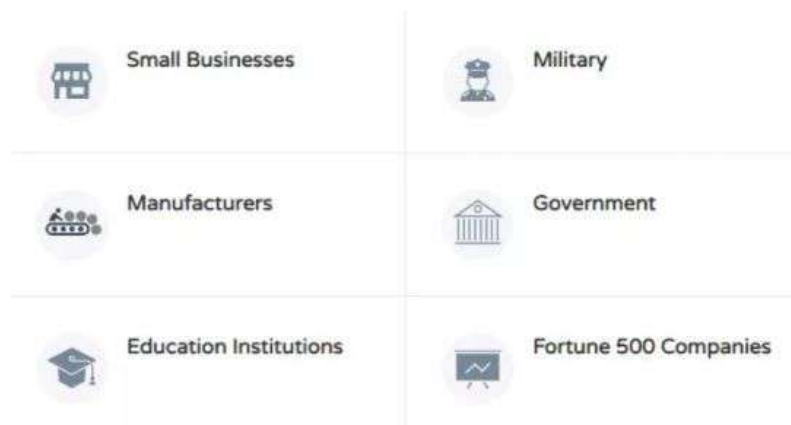 Small Businesses
Military
Manufacturers
Government
Education Institutions
Fortune 500 Companies